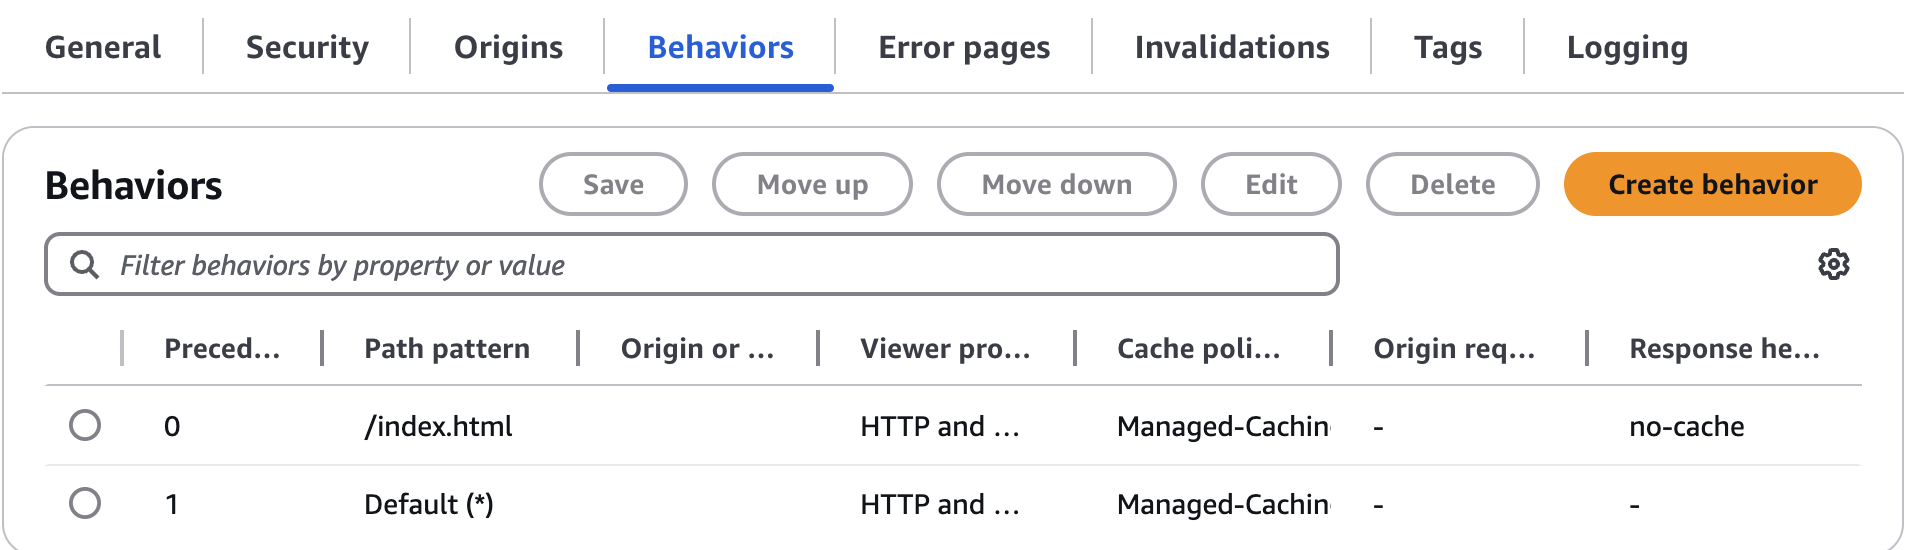 General Security Origins Behaviors Error pages Invalidations Tags Logging
Behaviors Save Move up Move down Edit Delete Create behavior
Filter behaviors by property or value
Preced... Path pattern Origin or ... Viewer pro... Cache poli... Origin req... Response he...
0 /index.html HTTP and ... Managed-Cachin - no-cache
1 Default (*) HTTP and ... Managed-Cachin - -